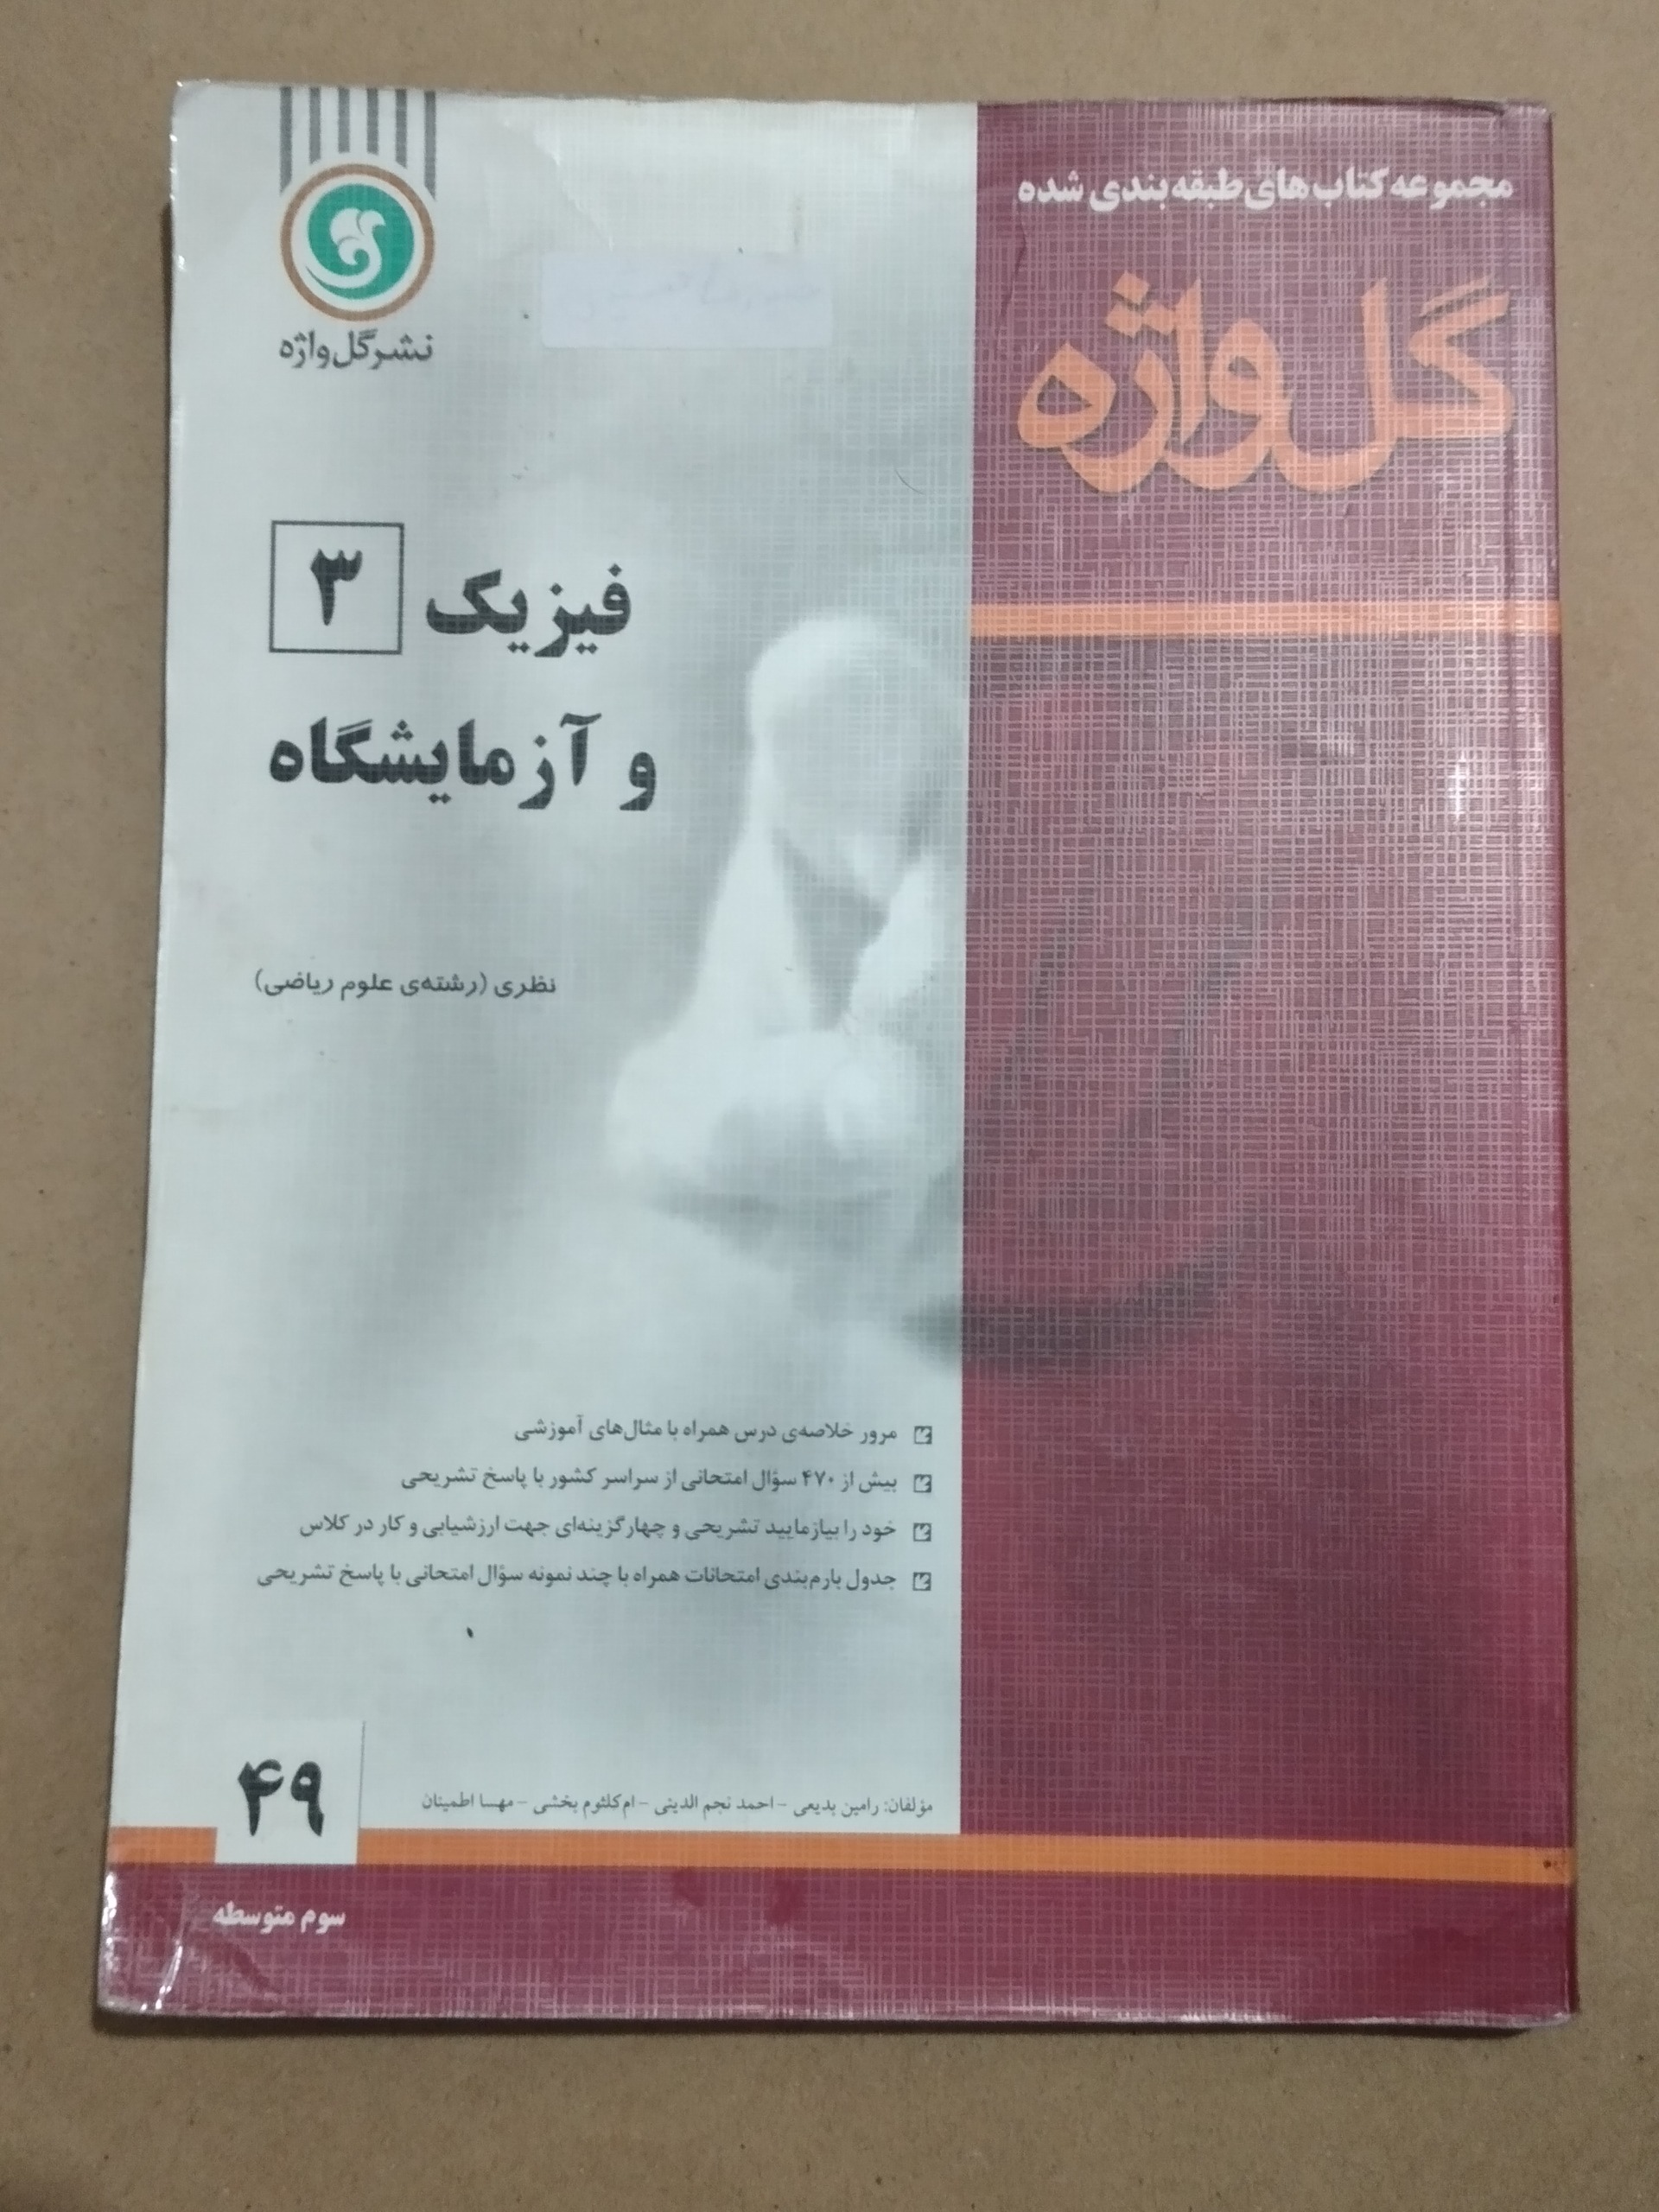 مجموعه کتاب‌های طبقه‌بندی شده
گل‌واژه
نشر گل‌واژه
فیزیک ۳
و آزمایشگاه
نظری (رشته‌ی علوم ریاضی)
مرور خلاصه‌ی درس همراه با مثال‌های آموزشی
بیش از ۴۷۰ سؤال امتحانی از سراسر کشور با پاسخ تشریحی
خود را بیازمایید تشریحی و چهارگزینه‌ای جهت ارزشیابی و کار در کلاس
جدول بارم‌بندی امتحانات همراه با چند نمونه سؤال امتحانی با پاسخ تشریحی
مؤلفان: رامین بدیعی - احمد نجم الدینی - ام‌کلثوم بخشی - مهسا اطمینان
۴۹
سوم متوسطه